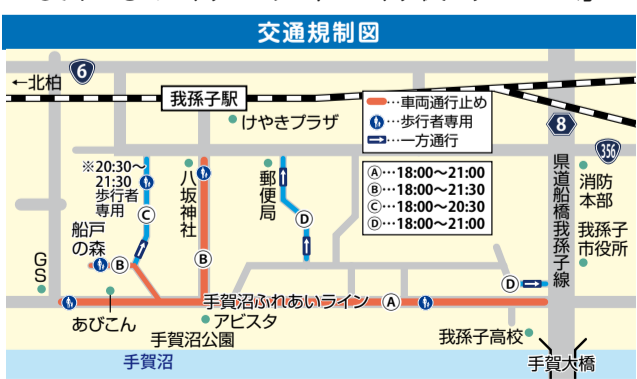 交通規制図
←北柏
6
我孫子駅
けやきプラザ
…車両通行止め
…歩行者専用
…一方通行
Ⓐ…18:00〜21:00
Ⓑ…18:00〜21:30
Ⓒ…18:00〜20:30
Ⓓ…18:00〜21:00
8
356
県道船橋我孫子線
消防
本部
我孫子
市役所
※20:30〜
21:30
歩行者
専用
Ⓒ
八坂神社
郵便局
Ⓓ
船戸
の森
Ⓑ
Ⓑ
GS
Ⓓ
手賀沼ふれあいライン
Ⓐ
あびこん
アビスタ
手賀沼公園
我孫子高校
手賀沼
手賀大橋